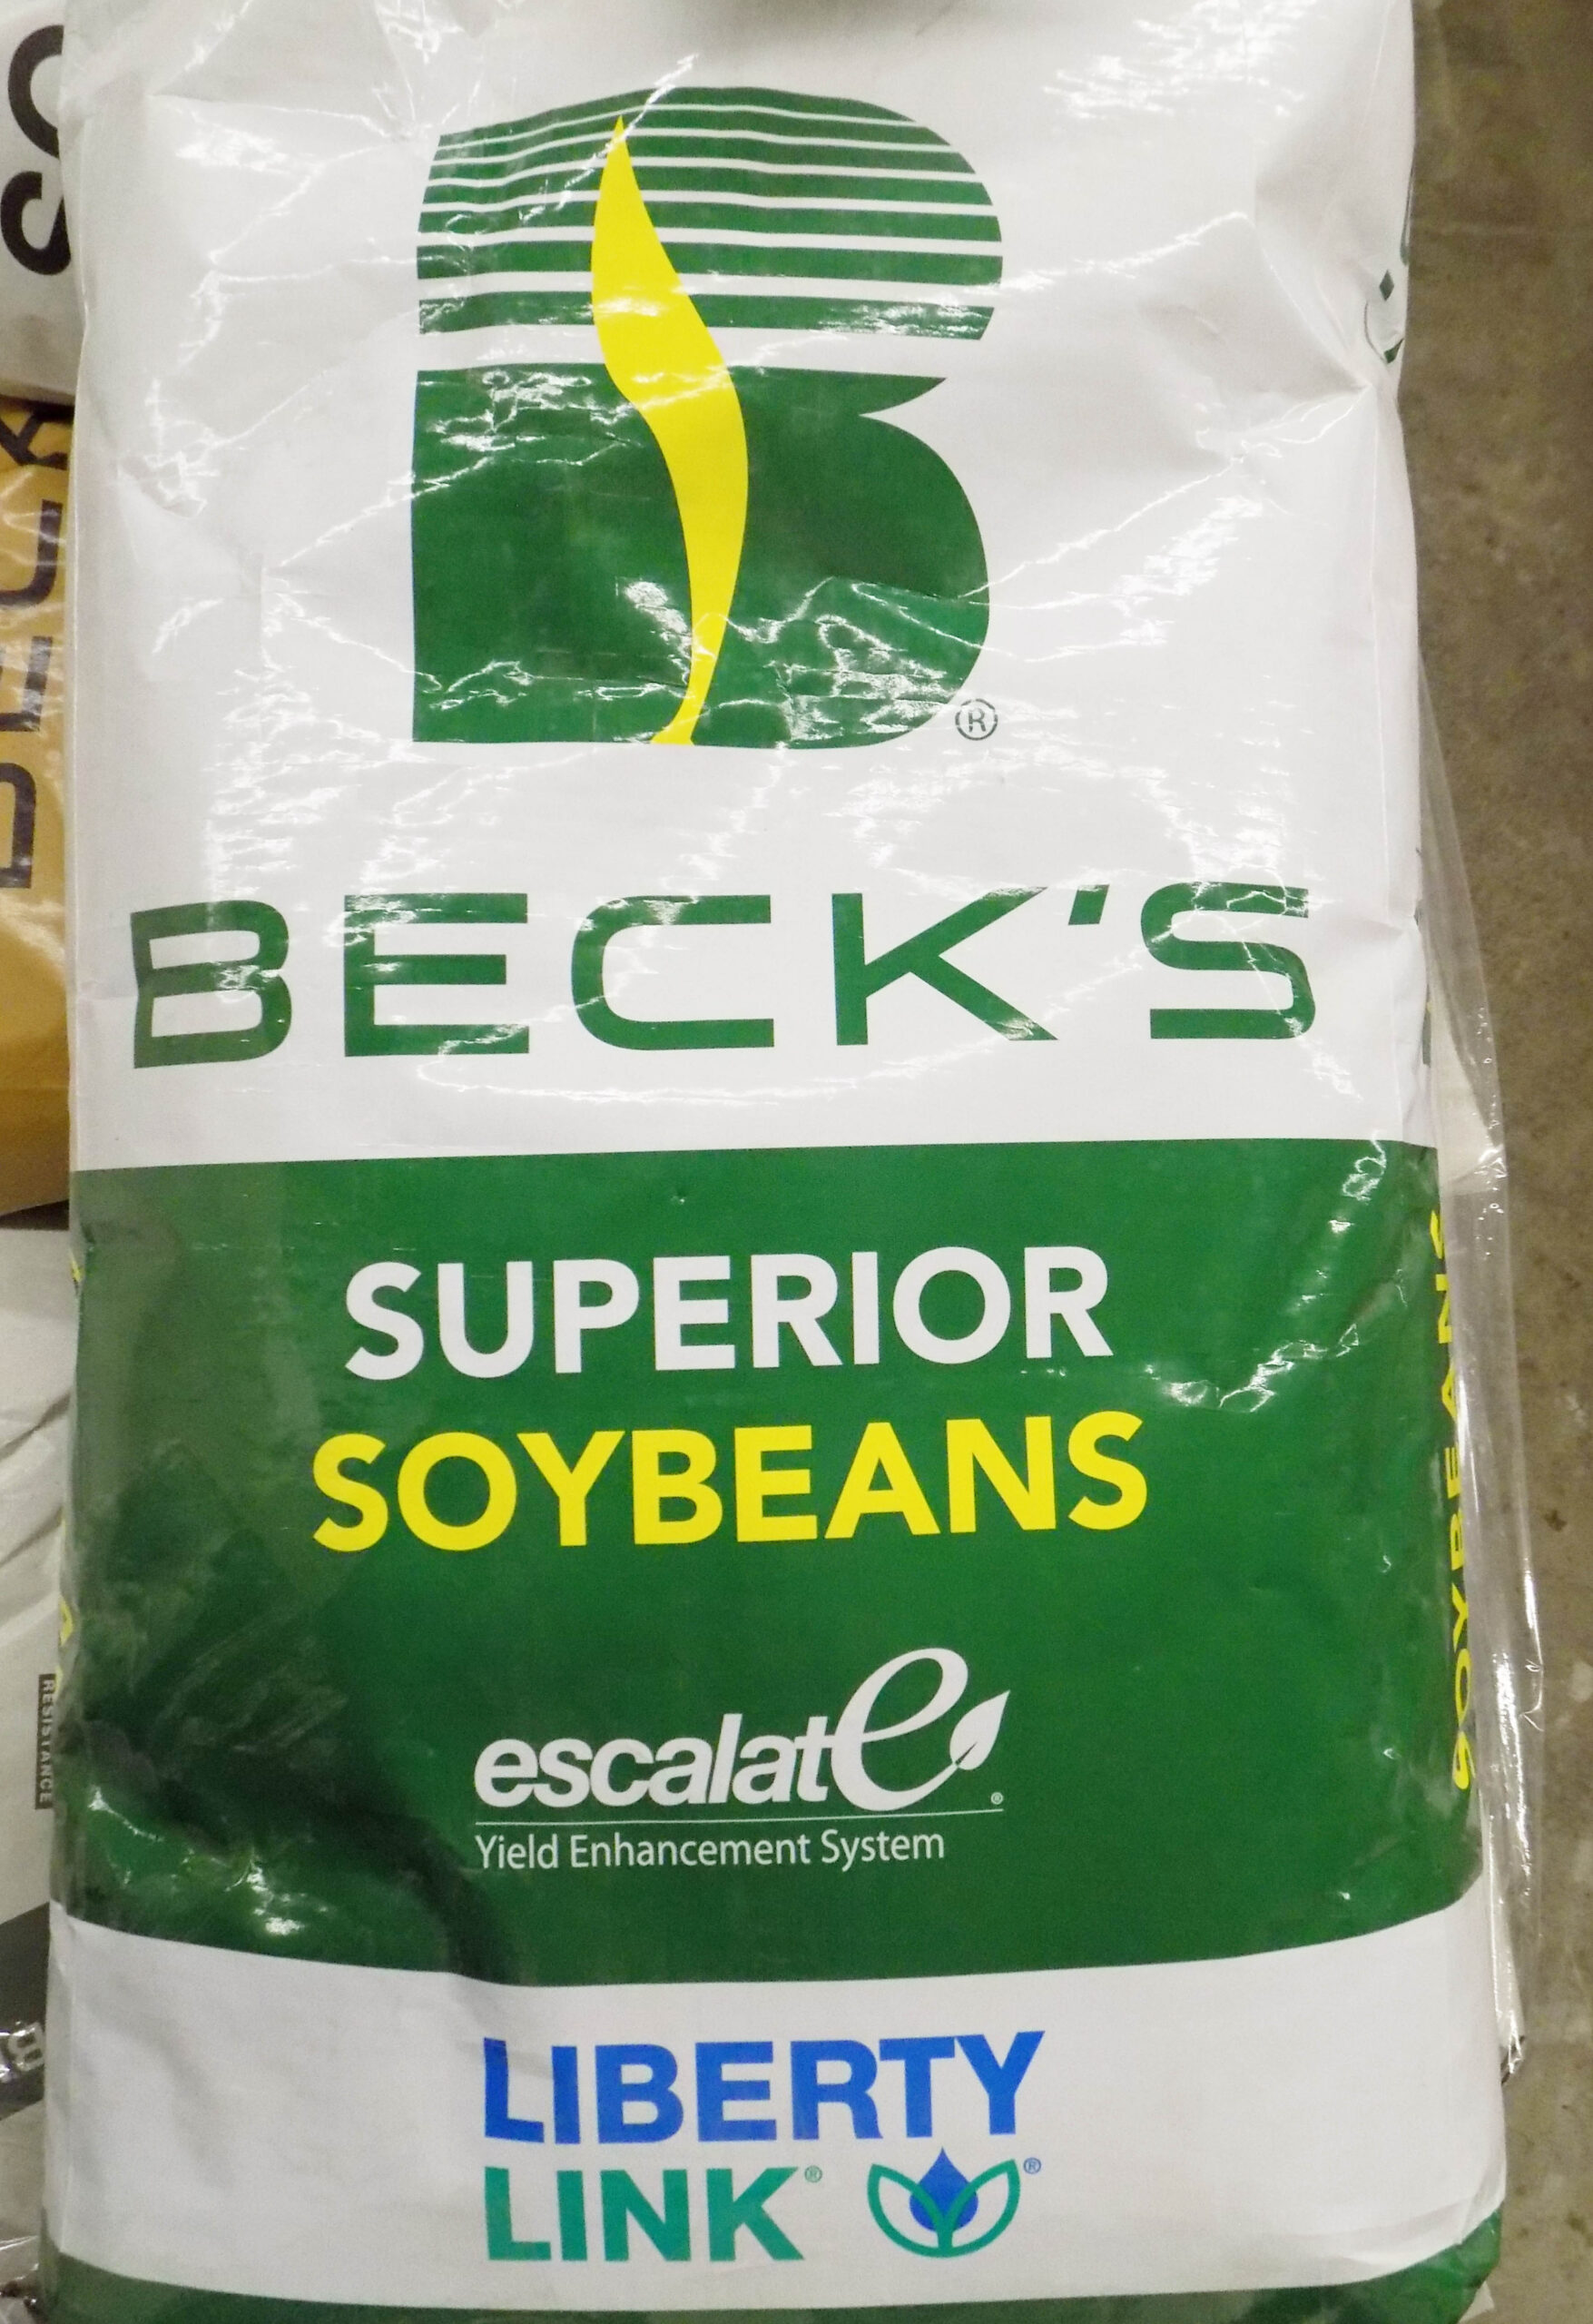 B
®
BECK'S
SUPERIOR
SOYBEANS
escalate®
Yield Enhancement System
LIBERTY
LINK® ®
SOYBEANS
RESISTANCE